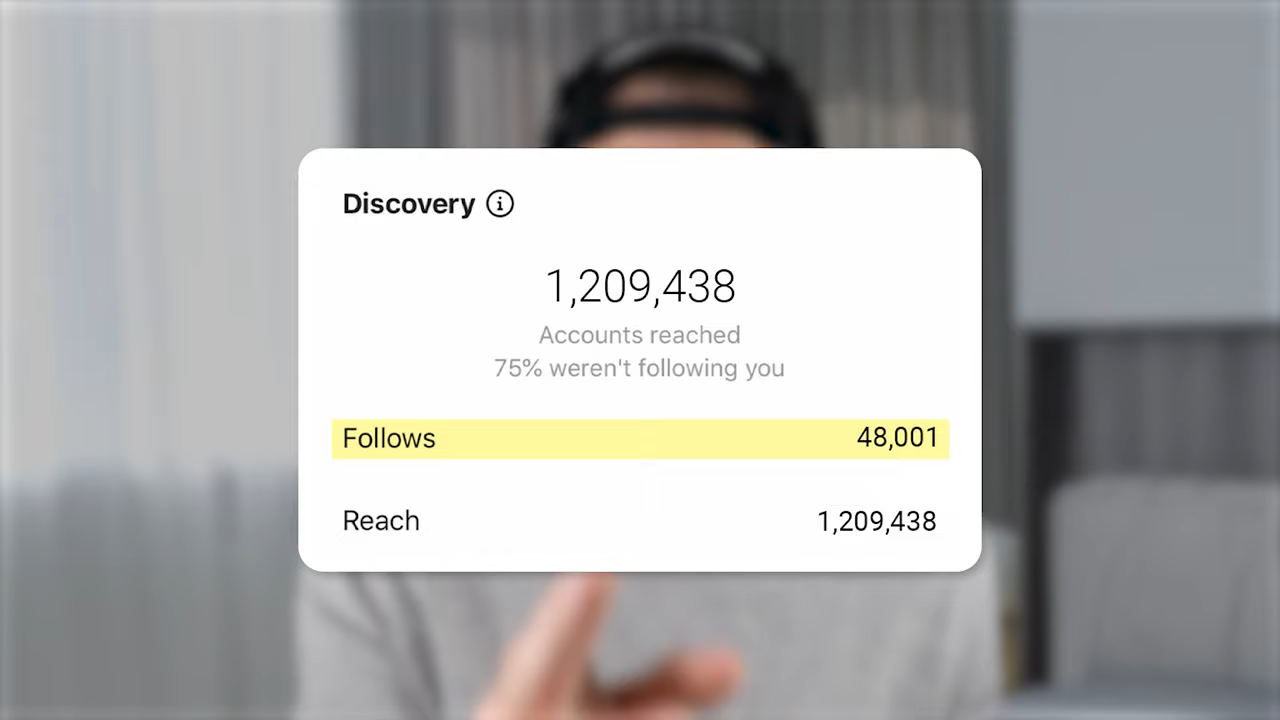 Discovery
1,209,438
Accounts reached
75% weren't following you
Follows 48,001
Reach 1,209,438